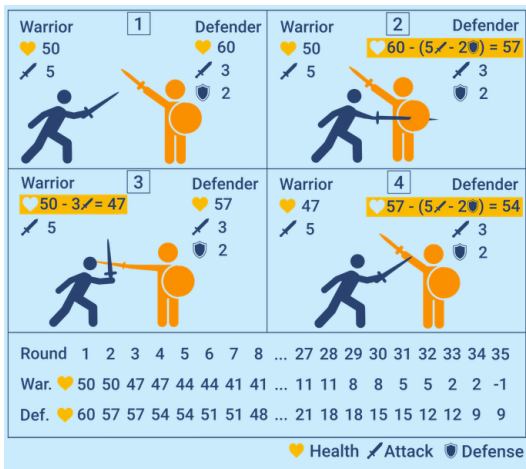 1
Warrior Defender
50 60
5 3
2
2
Warrior Defender
50 60 - (5 - 2 ) = 57
5 3
2
3
Warrior Defender
50 - 3 = 47 57
5 3
2
4
Warrior Defender
47 57 - (5 - 2 ) = 54
5 3
2
Round 1 2 3 4 5 6 7 8 ... 27 28 29 30 31 32 33 34 35
War. 50 50 47 47 44 44 41 41 ... 11 11 8 8 5 5 2 2 -1
Def. 60 57 57 54 54 51 51 48 ... 21 18 18 15 15 12 12 9 9
Health Attack Defense